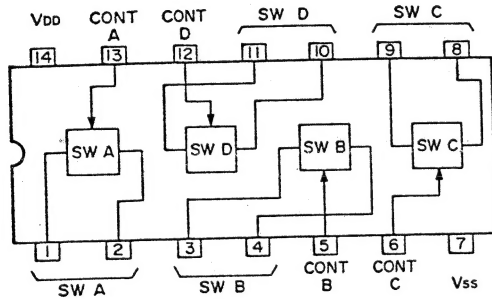 VDD CONT A CONT D SW D SW C
14 13 12 11 10 9 8
SW A SW D SW B SW C
1 2 3 4 5 6 7
SW A SW B CONT B CONT C VSS